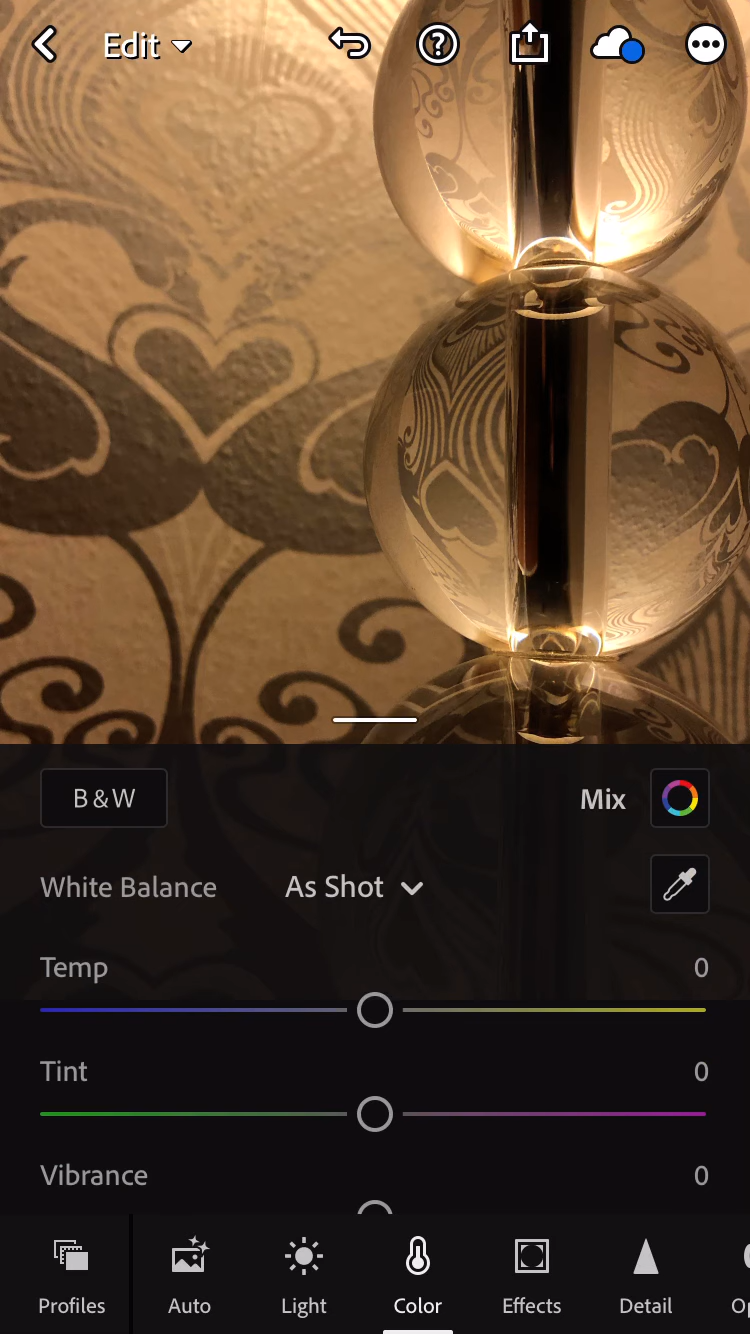 Edit
B&W
Mix
White Balance As Shot
Temp 0
Tint 0
Vibrance 0
Profiles Auto Light Color Effects Detail